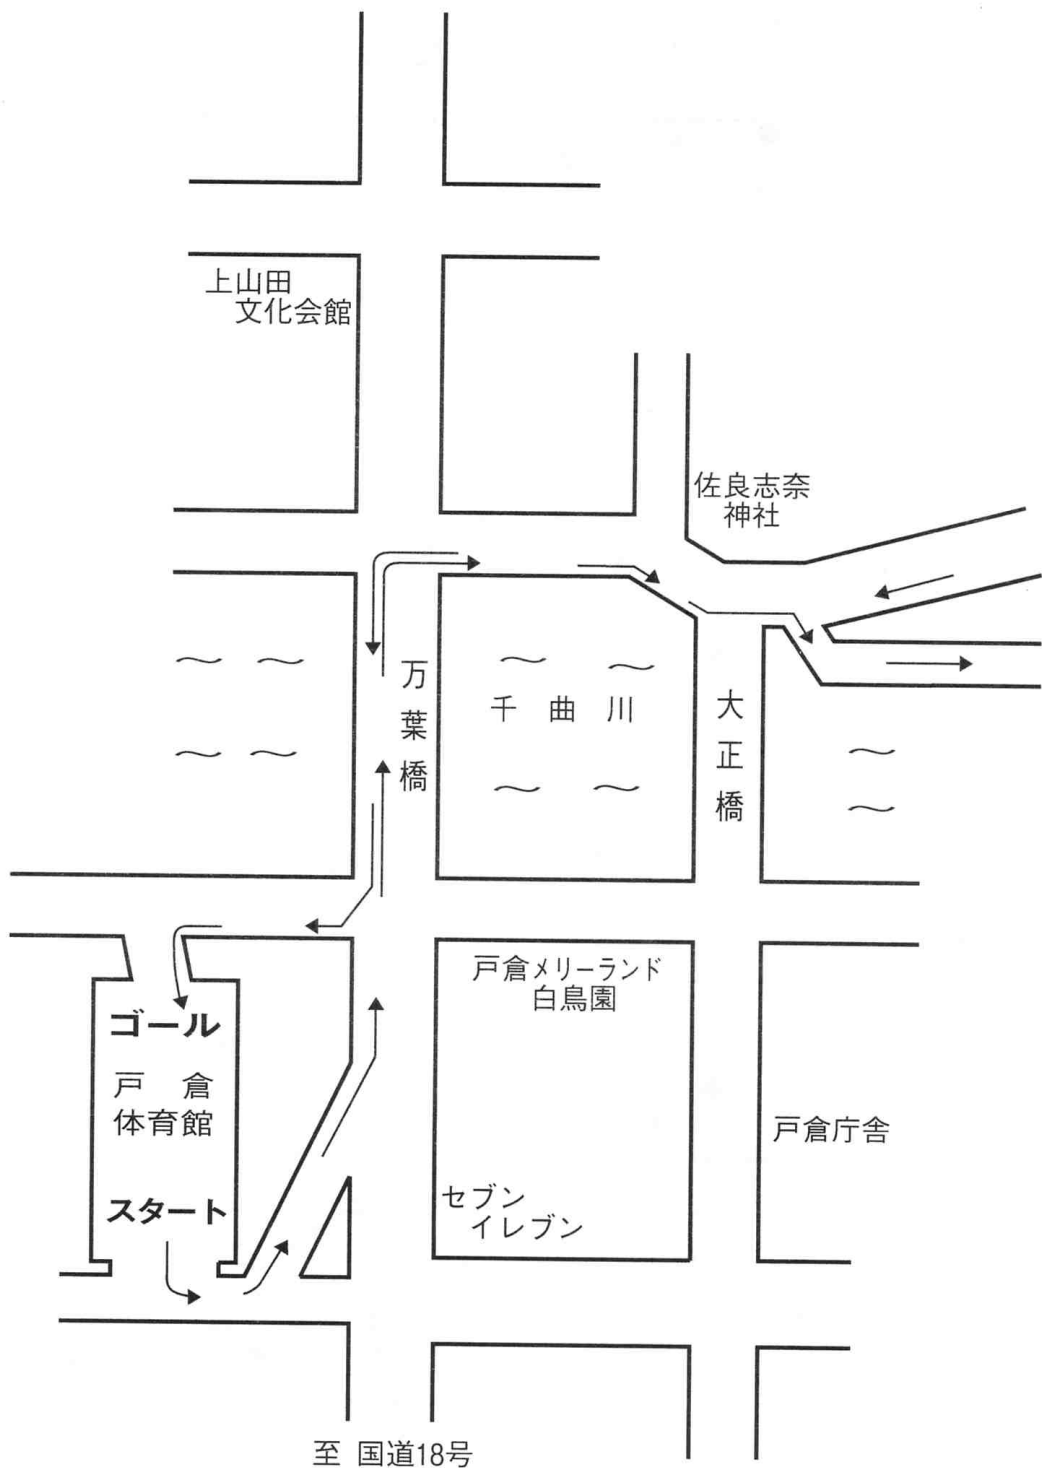 上山田
文化会館
佐良志奈
神社
万葉橋
千曲川
大正橋
戸倉メリーランド
白鳥園
ゴール
戸倉
体育館
スタート
戸倉庁舎
セブン
イレブン
至 国道18号